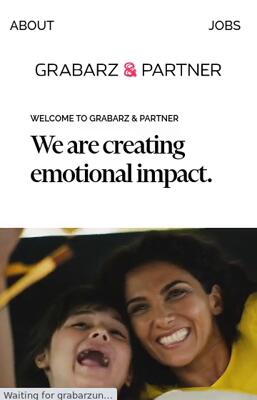 ABOUT JOBS
GRABARZ & PARTNER
WELCOME TO GRABARZ & PARTNER
We are creating
emotional impact.
Waiting for grabarzun...